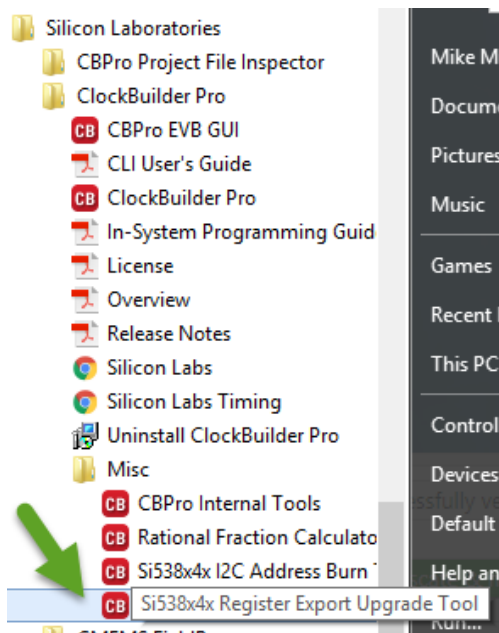 Silicon Laboratories
CBPro Project File Inspector
ClockBuilder Pro
CB CBPro EVB GUI
CLI User's Guide
CB ClockBuilder Pro
In-System Programming Guid
License
Overview
Release Notes
Silicon Labs
Silicon Labs Timing
Uninstall ClockBuilder Pro
Misc
CB CBPro Internal Tools
CB Rational Fraction Calculato
CB Si538x4x I2C Address Burn
CB Si538x4x Register Export Upgrade Tool
Mike M
Docume
Pictures
Music
Games
Recent
This PC
Control
Devices
Default
Help an
Run...